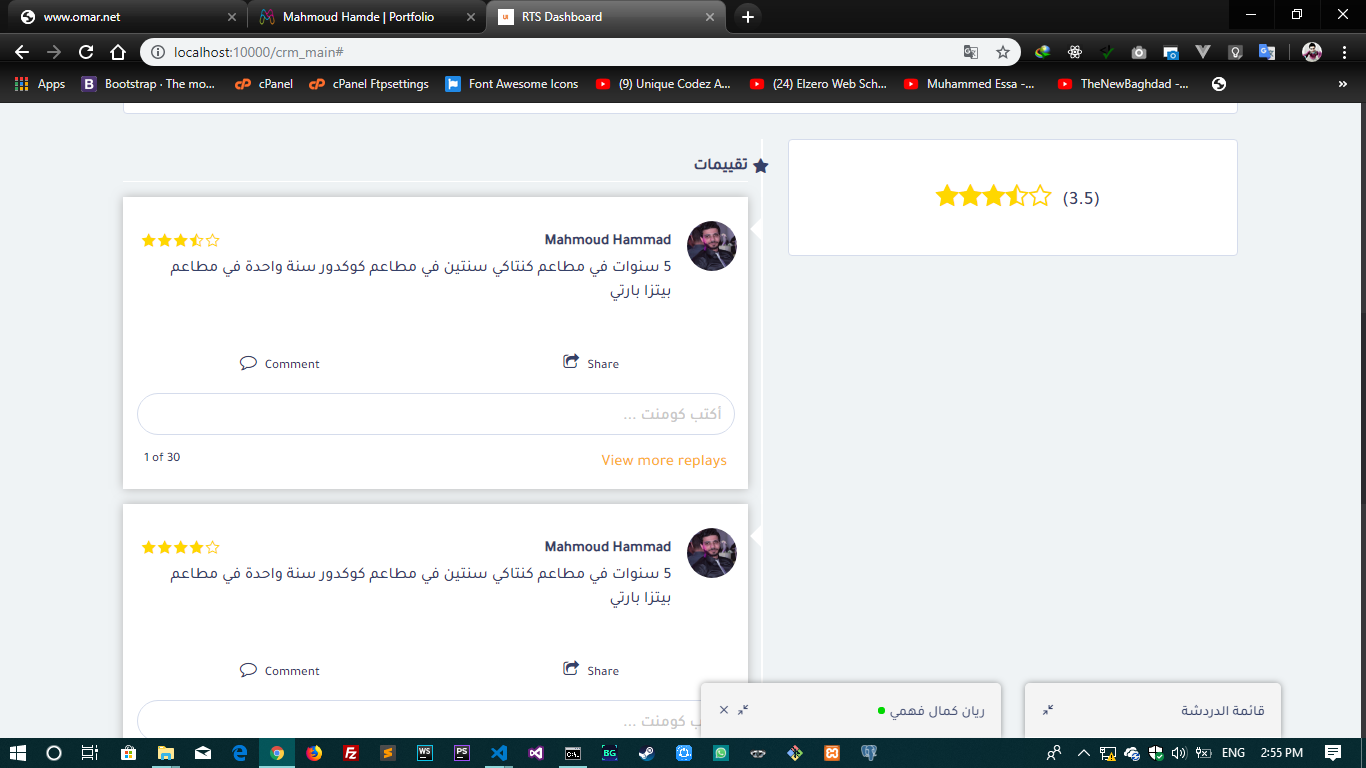 www.omar.net
Mahmoud Hamde | Portfolio
UI RTS Dashboard
localhost:10000/crm_main#
Apps
B Bootstrap · The mo...
cPanel
cPanel Ftpsettings
Font Awesome Icons
(9) Unique Codez A...
(24) Elzero Web Sch...
Muhammed Essa -...
TheNewBaghdad -...
»
تقييمات
(3.5)
Mahmoud Hammad
5 سنوات في مطاعم كنتاكي سنتين في مطاعم كوكدور سنة واحدة في مطاعم
بيتزا بارتي
Comment
Share
أكتب كومنت ...
1 of 30
View more replays
Mahmoud Hammad
5 سنوات في مطاعم كنتاكي سنتين في مطاعم كوكدور سنة واحدة في مطاعم
بيتزا بارتي
Comment
Share
ب كومنت ...
ريان كمال فهمي
قائمة الدردشة
WS
PS
BG
ENG
2:55 PM